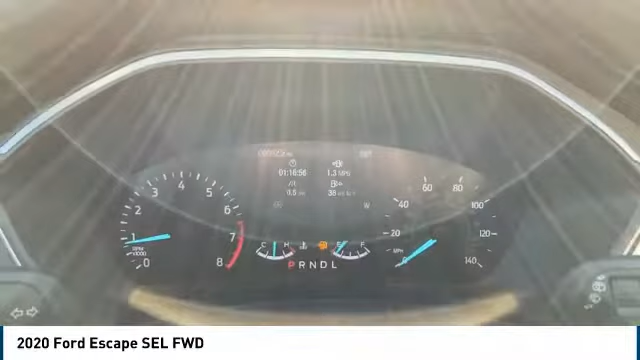 01:16:56 1.3 MPG
3 4 5 60 80
2 6 40 100
1 7 20 120
RPM x1000 C H E F MPH
0 8 PRNDL 0 140
2020 Ford Escape SEL FWD